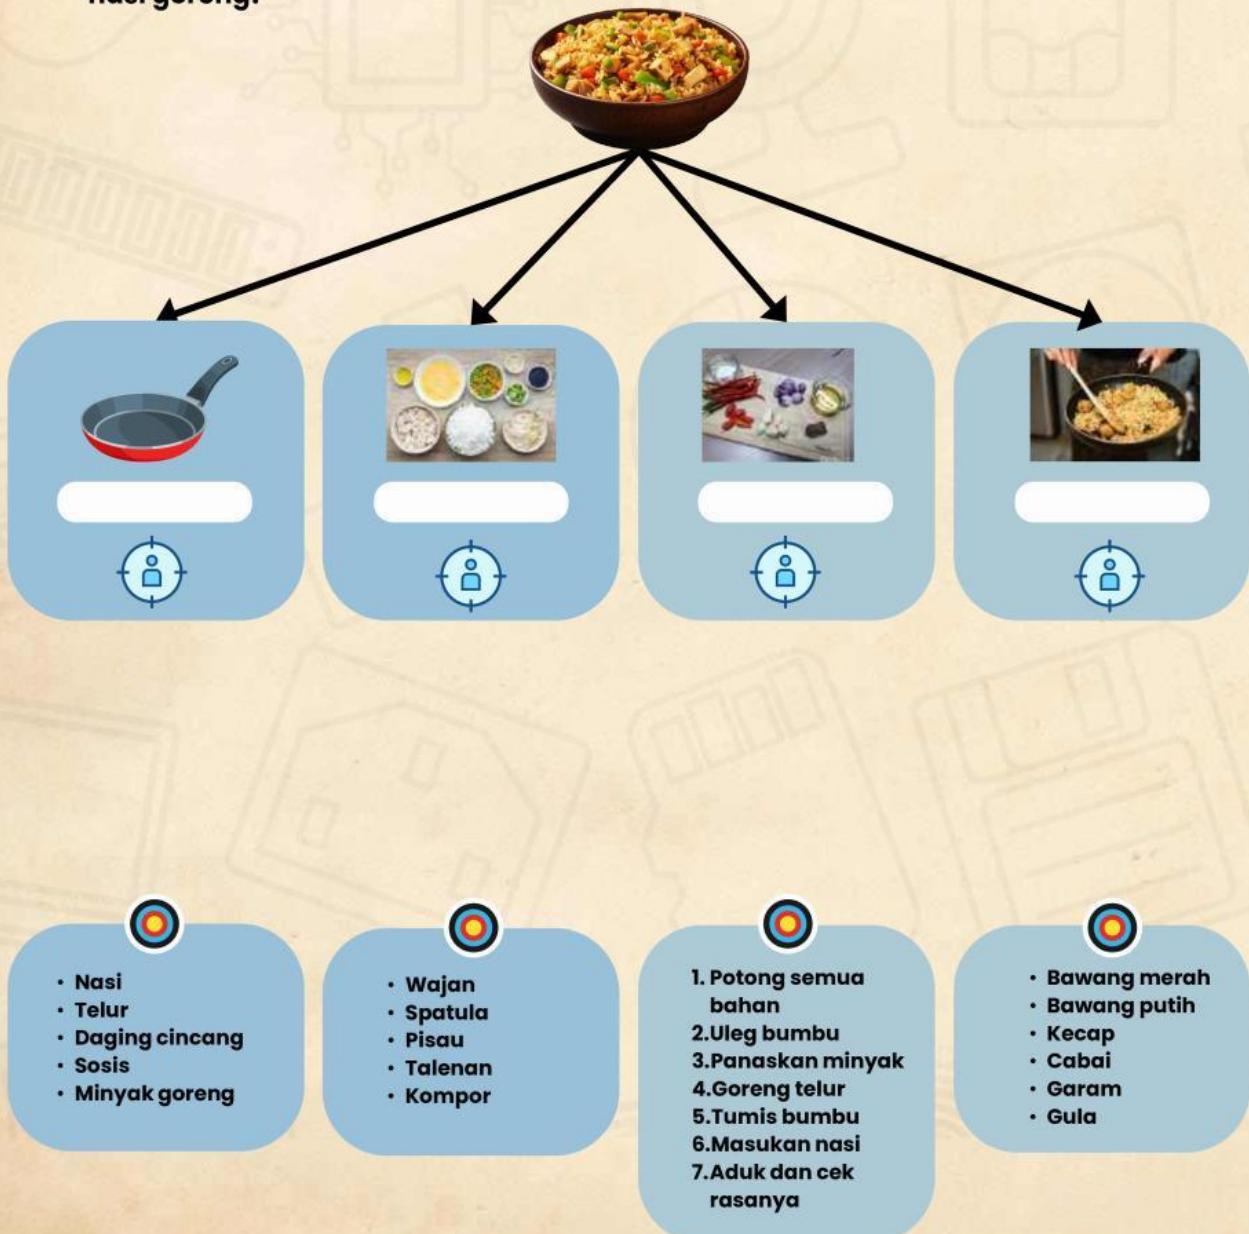 nasi goreng!
• Nasi
• Telur
• Daging cincang
• Sosis
• Minyak goreng
• Wajan
• Spatula
• Pisau
• Talenan
• Kompor
1. Potong semua
bahan
2.Uleg bumbu
3.Panaskan minyak
4.Goreng telur
5.Tumis bumbu
6.Masukan nasi
7.Aduk dan cek
rasanya
• Bawang merah
• Bawang putih
• Kecap
• Cabai
• Garam
• Gula